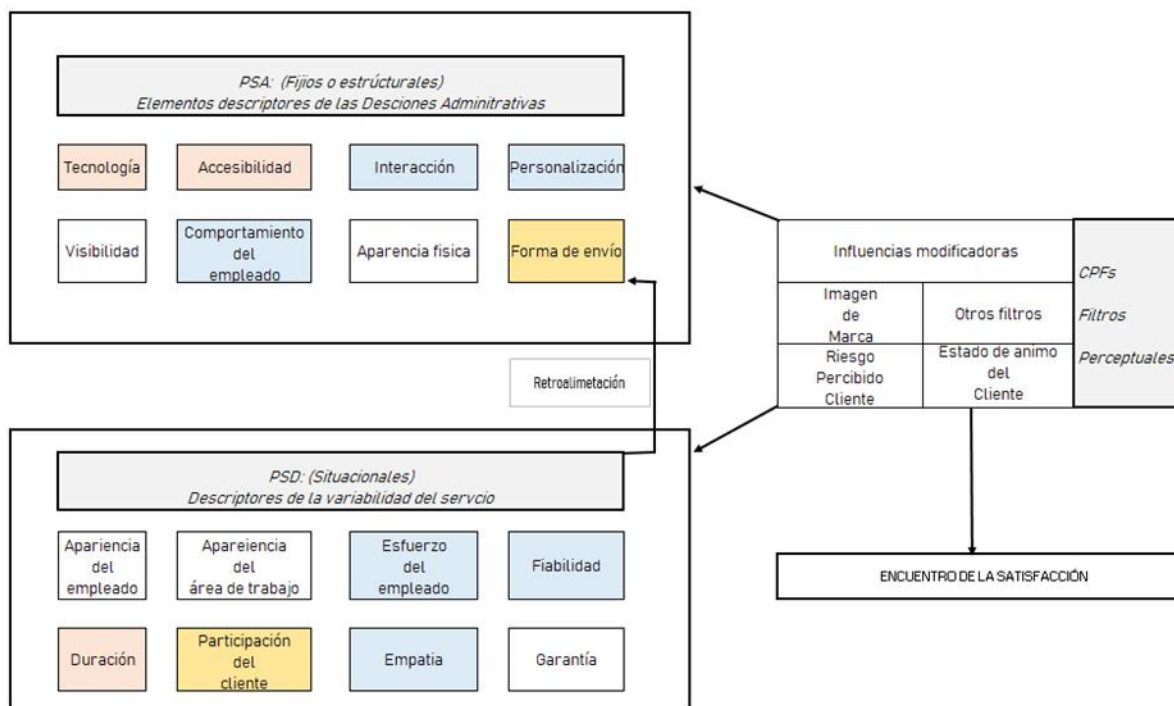 PSA: (Fijios o estrúcturales)
Elementos descriptores de las Desciones Adminitrativas
Tecnología
Accesibilidad
Interacción
Personalización
Visibilidad
Comportamiento
del
empleado
Aparencia fisica
Forma de envío
Influencias modificadoras
Imagen
de
Marca
Otros filtros
Riesgo
Percibido
Cliente
Estado de animo
del
Cliente
CPFs
Filtros
Perceptuales
Retroalimetación
PSD: (Situacionales)
Descriptores de la variabilidad del servcio
Apariencia
del
empleado
Apareiencia
del
área de trabajo
Esfuerzo
del
empleado
Fiabilidad
Duración
Participación
del
cliente
Empatia
Garantía
ENCUENTRO DE LA SATISFACCIÓN